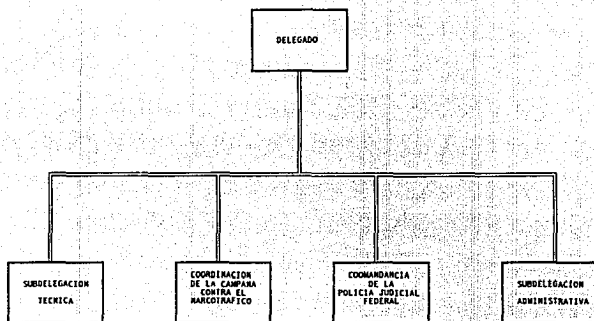 DELEGADO
SUBDELEGACION
TECNICA
COORDINACION
DE LA CAMPAÑA
CONTRA EL
NARCOTRAFICO
COOMANDANCIA
DE LA
POLICIA JUDICIAL
FEDERAL
SUBDELEGACION
ADMINISTRATIVA